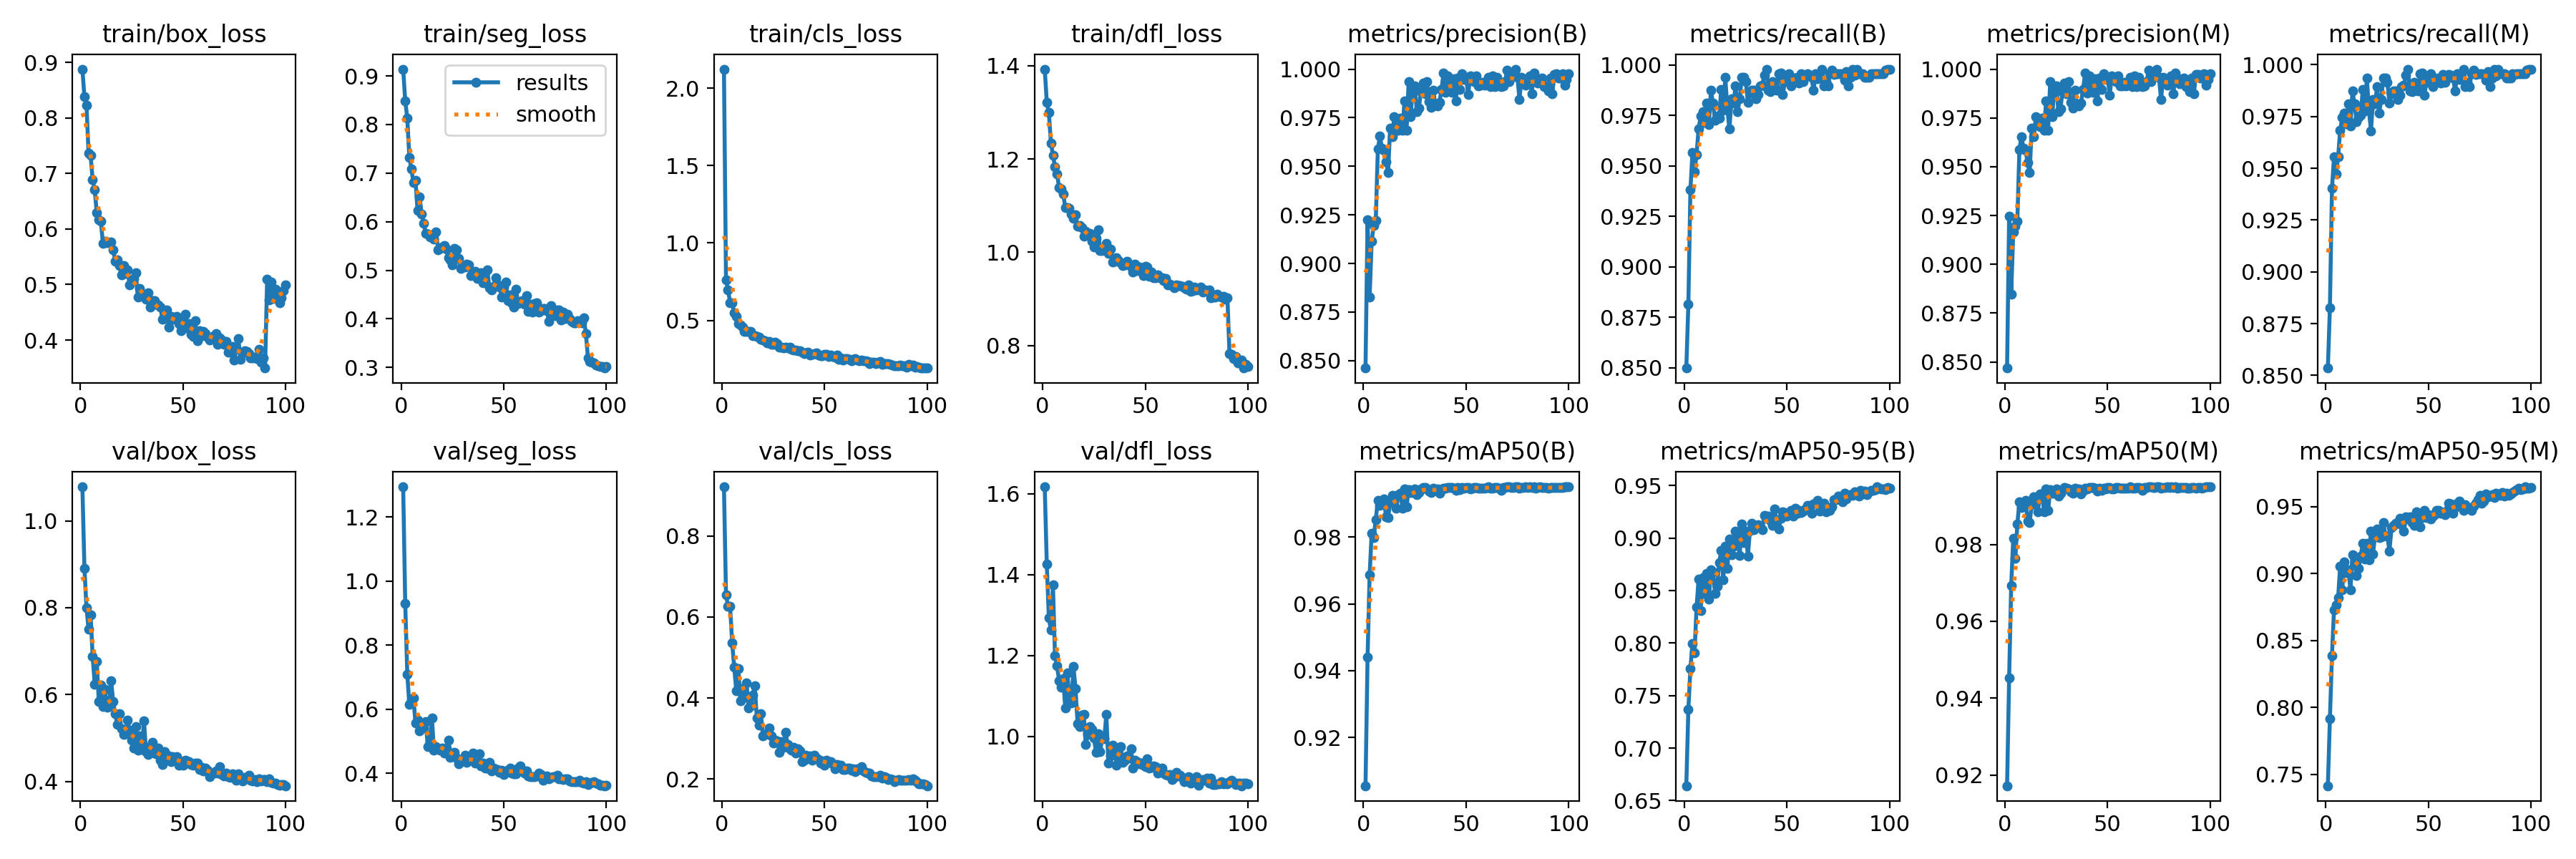 train/box_loss
train/seg_loss
train/cls_loss
train/dfl_loss
metrics/precision(B)
metrics/recall(B)
metrics/precision(M)
metrics/recall(M)
results
smooth
0.9
0.8
0.7
0.6
0.5
0.4
0 50 100
0.9
0.8
0.7
0.6
0.5
0.4
0.3
0 50 100
2.0
1.5
1.0
0.5
0 50 100
1.4
1.2
1.0
0.8
0 50 100
1.000
0.975
0.950
0.925
0.900
0.875
0.850
0 50 100
1.000
0.975
0.950
0.925
0.900
0.875
0.850
0 50 100
1.000
0.975
0.950
0.925
0.900
0.875
0.850
0 50 100
1.000
0.975
0.950
0.925
0.900
0.875
0.850
0 50 100
val/box_loss
val/seg_loss
val/cls_loss
val/dfl_loss
metrics/mAP50(B)
metrics/mAP50-95(B)
metrics/mAP50(M)
metrics/mAP50-95(M)
1.0
0.8
0.6
0.4
0 50 100
1.2
1.0
0.8
0.6
0.4
0 50 100
0.8
0.6
0.4
0.2
0 50 100
1.6
1.4
1.2
1.0
0 50 100
0.98
0.96
0.94
0.92
0 50 100
0.95
0.90
0.85
0.80
0.75
0.70
0.65
0 50 100
0.98
0.96
0.94
0.92
0 50 100
0.95
0.90
0.85
0.80
0.75
0 50 100